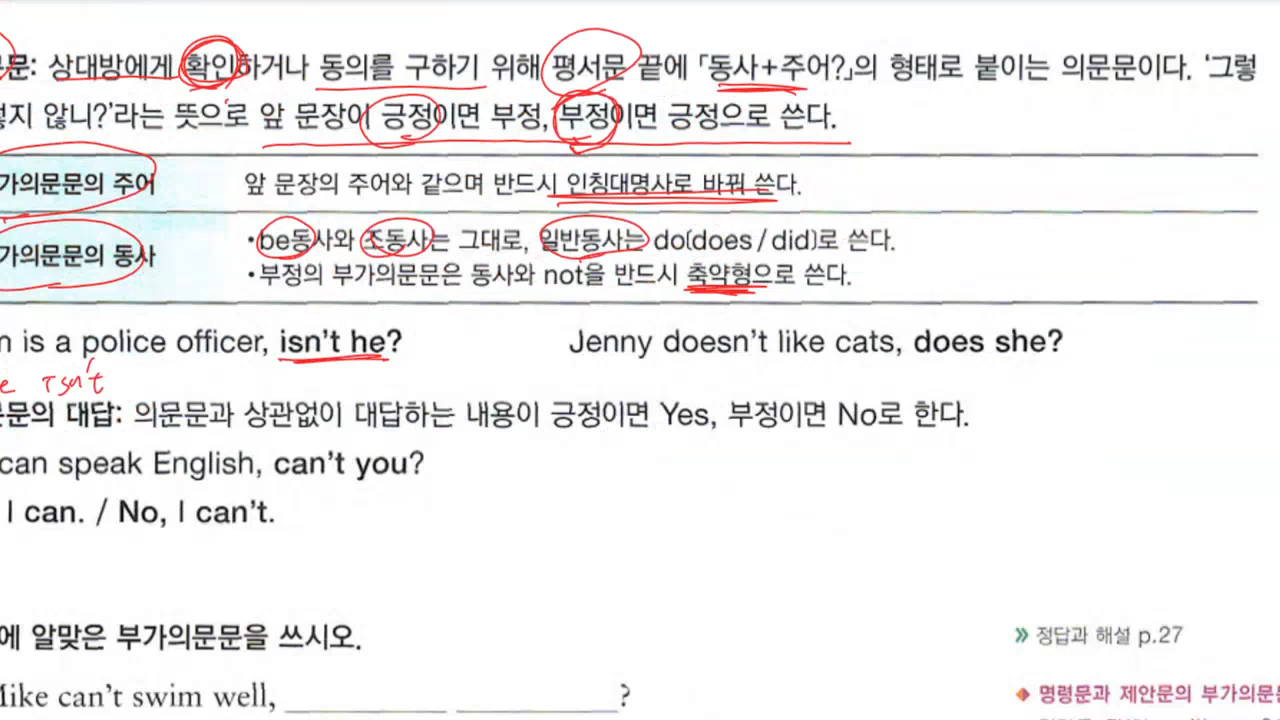 문: 상대방에게 확인하거나 동의를 구하기 위해 평서문 끝에 「동사+주어?」의 형태로 붙이는 의문문이다. ‘그렇
지 않니?’라는 뜻으로 앞 문장이 긍정이면 부정, 부정이면 긍정으로 쓴다.
가의문문의 주어 앞 문장의 주어와 같으며 반드시 인칭대명사로 바꿔 쓴다.
가의문문의 동사 •be동사와 조동사는 그대로, 일반동사는 do(does / did)로 쓴다.
•부정의 부가의문문은 동사와 not을 반드시 축약형으로 쓴다.
is a police officer, isn’t he? Jenny doesn’t like cats, does she?
isn't
문의 대답: 의문문과 상관없이 대답하는 내용이 긍정이면 Yes, 부정이면 No로 한다.
can speak English, can’t you?
I can. / No, I can’t.
에 알맞은 부가의문문을 쓰시오.
» 정답과 해설 p.27
Mike can’t swim well, ________ ________?
명령문과 제안문의 부가의문